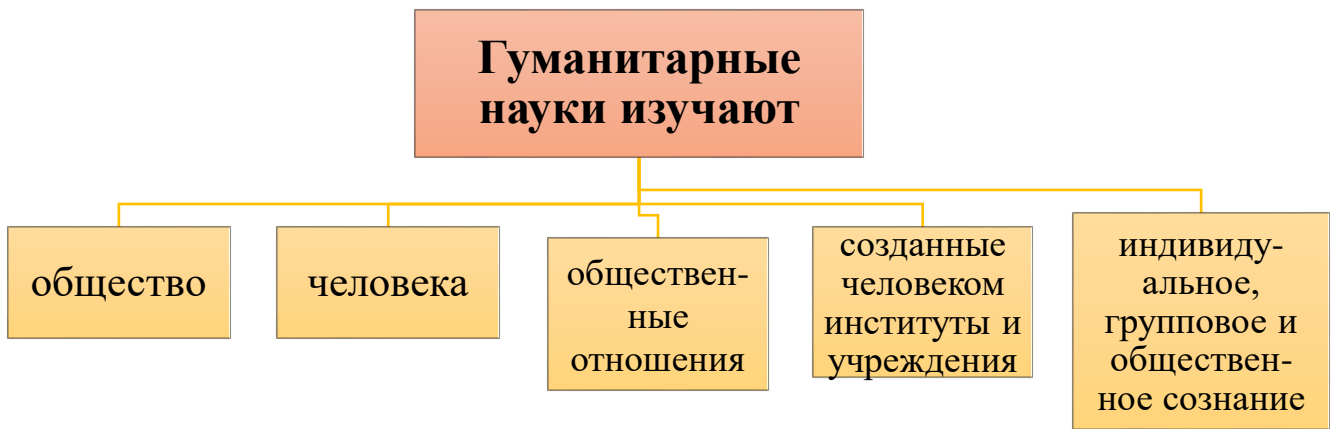 Гуманитарные
науки изучают
общество
человека
обществен-
ные
отношения
созданные
человеком
институты и
учреждения
индивиду-
альное,
групповое и
обществен-
ное сознание